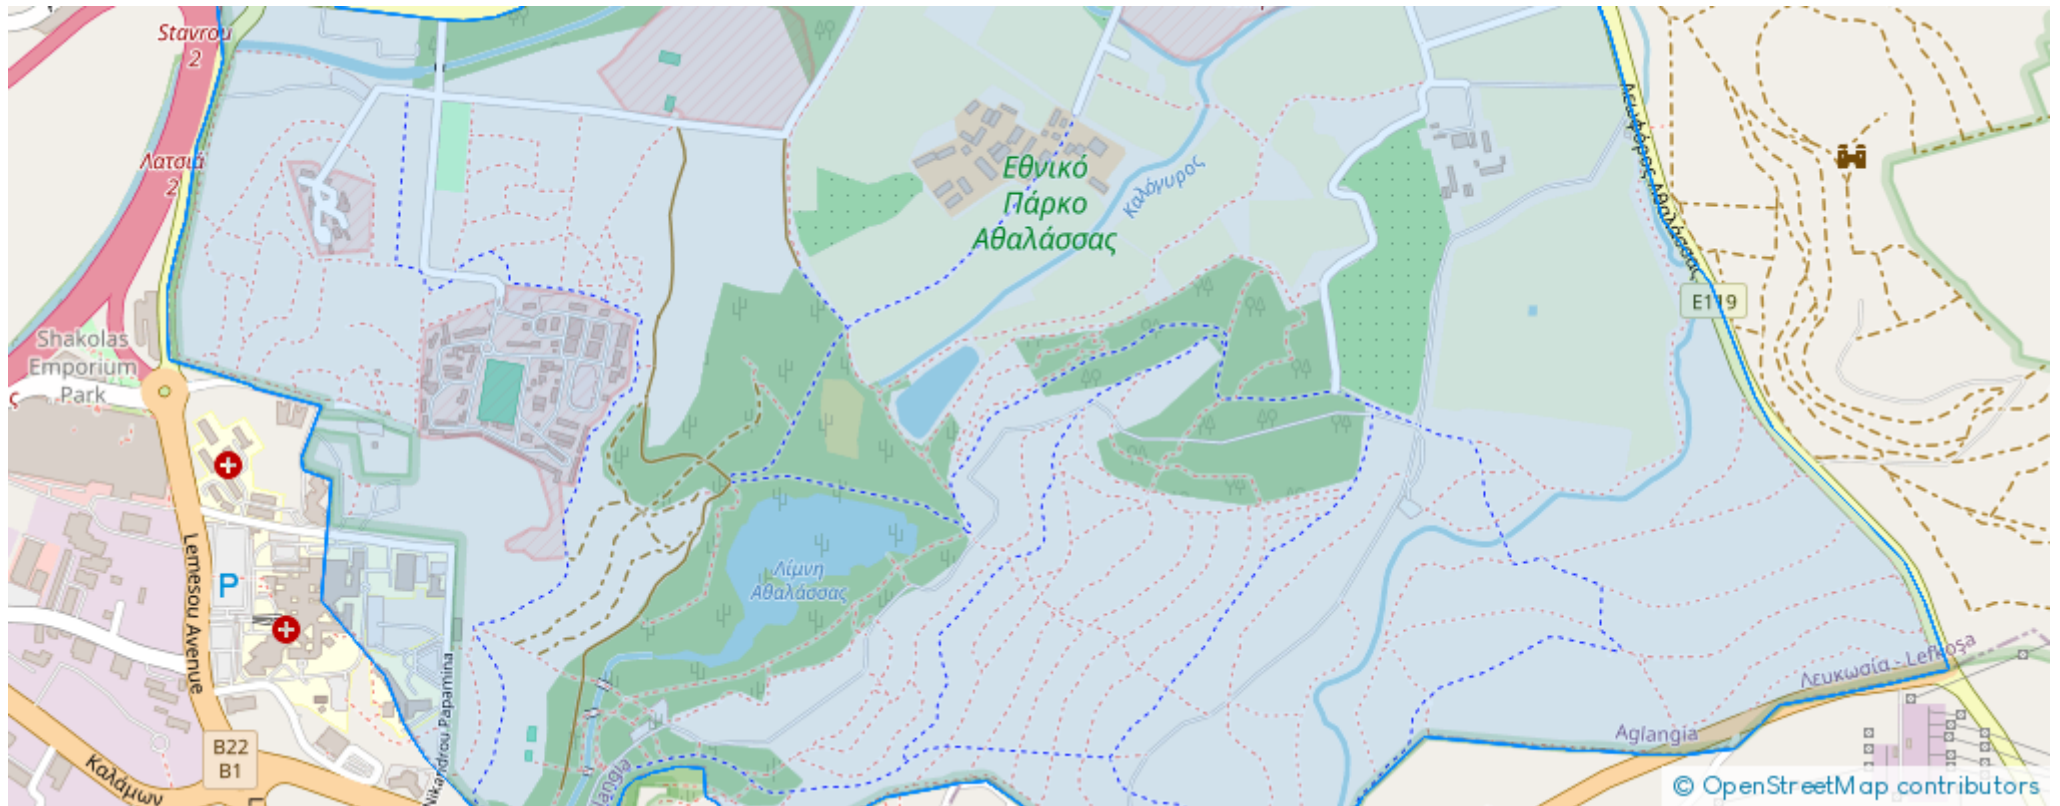 Stavrou
2
Λατσιά
2
Shakolas
Emporium
Park
Lemesou Avenue
P
B22
B1
Καλάμων
Nikandrou Papamina
Εθνικό
Πάρκο
Αθαλάσσας
Καλόγυρος
Λίμνη
Αθαλάσσας
Λεωφόρος Αθαλάσσας
E119
Λευκωσία - Lefkoşa
Aglangia
© OpenStreetMap contributors